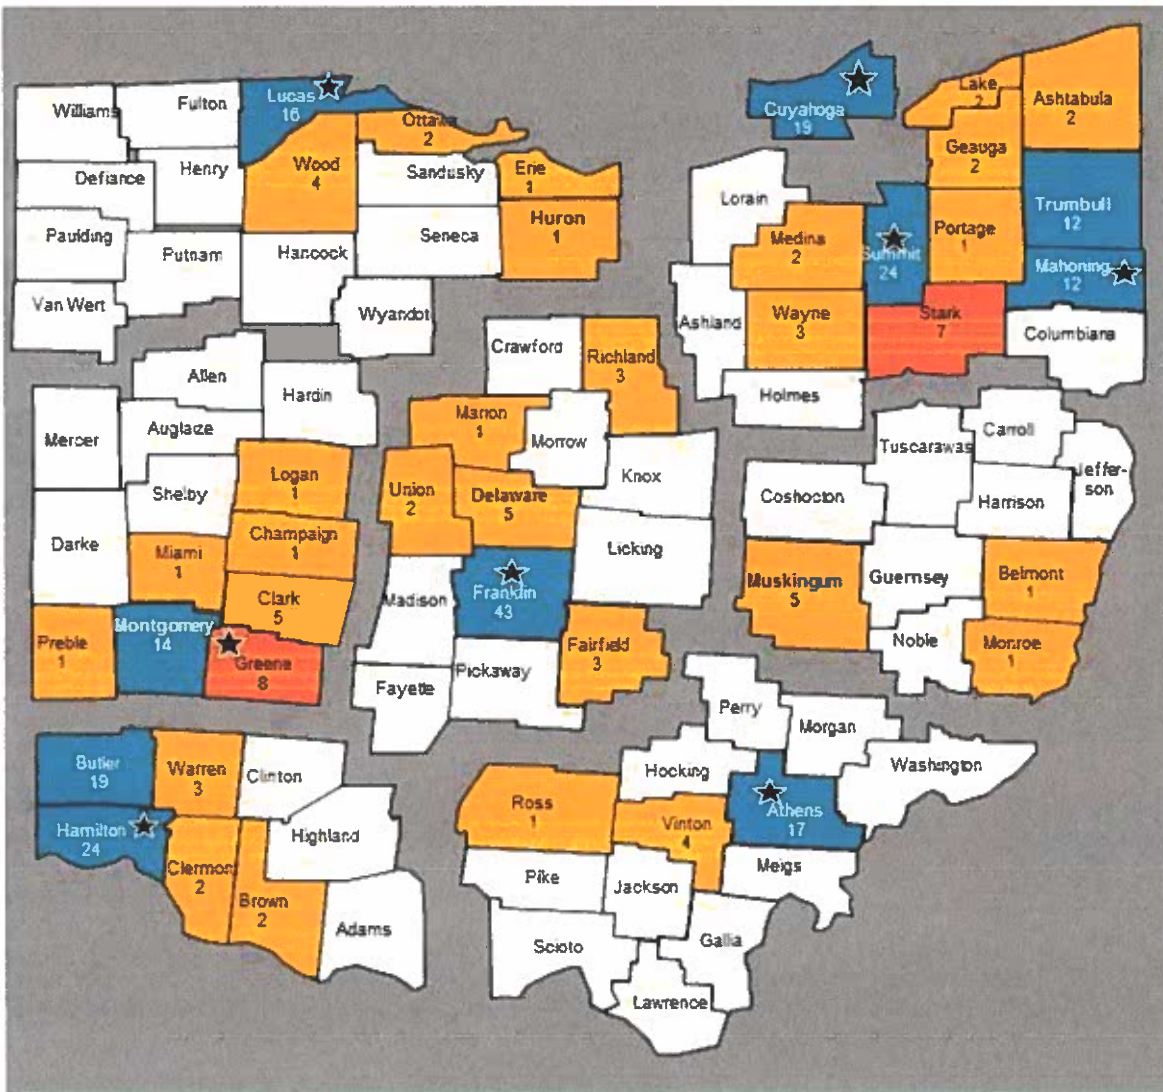 Williams
Fulton
Lucas
16
Ottawa
2
Defiance
Henry
Wood
4
Sandusky
Erie
1
Huron
1
Paulding
Putnam
Hancock
Seneca
Van Wert
Wyandot
Cuyahoga
19
Lake
2
Ashtabula
2
Geauga
2
Lorain
Medina
2
Summit
24
Portage
1
Trumbull
12
Mahoning
12
Ashland
Wayne
3
Stark
7
Columbiana
Holmes
Allen
Hardin
Mercer
Auglaize
Shelby
Logan
1
Darke
Miami
1
Champaign
1
Clark
5
Preble
1
Montgomery
14
Greene
8
Crawford
Richland
3
Marion
1
Morrow
Knox
Union
2
Delaware
5
Licking
Madison
Franklin
43
Fairfield
3
Pickaway
Fayette
Tuscarawas
Carroll
Jeffer-
son
Coshocton
Harrison
Muskingum
5
Guernsey
Belmont
1
Noble
Monroe
1
Butler
19
Warren
3
Clinton
Hamilton
24
Highland
Clermont
2
Brown
2
Adams
Perry
Morgan
Hocking
Washington
Ross
1
Vinton
4
Athens
17
Pike
Jackson
Meigs
Scioto
Gallia
Lawrence